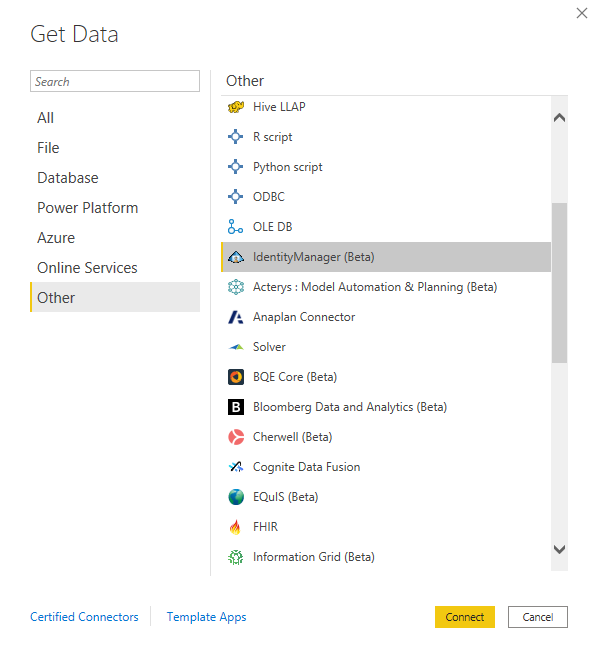 Get Data
Search
All
File
Database
Power Platform
Azure
Online Services
Other
Other
Hive LLAP
R script
Python script
ODBC
OLE DB
IdentityManager (Beta)
Acterys : Model Automation & Planning (Beta)
Anaplan Connector
Solver
BQE Core (Beta)
Bloomberg Data and Analytics (Beta)
Cherwell (Beta)
Cognite Data Fusion
EQuIS (Beta)
FHIR
Information Grid (Beta)
Certified Connectors
Template Apps
Connect
Cancel